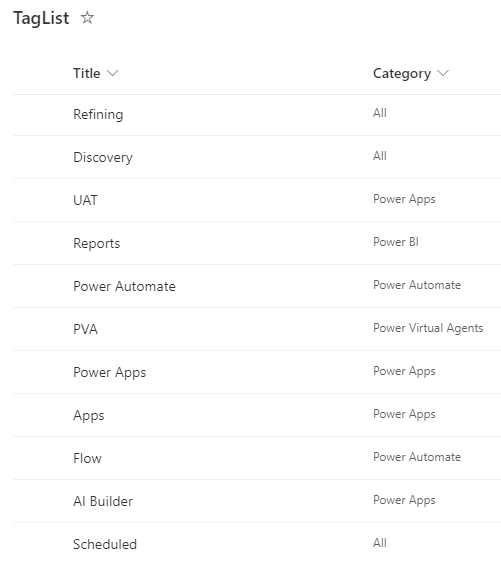 TagList
Title Category
Refining All
Discovery All
UAT Power Apps
Reports Power BI
Power Automate Power Automate
PVA Power Virtual Agents
Power Apps Power Apps
Apps Power Apps
Flow Power Automate
AI Builder Power Apps
Scheduled All